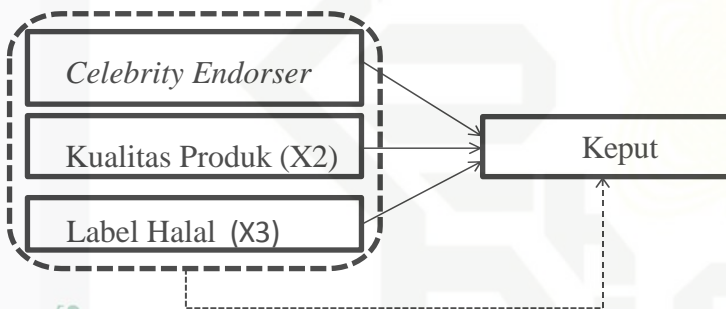 Celebrity Endorser
Kualitas Produk (X2)
Keput
Label Halal (X3)